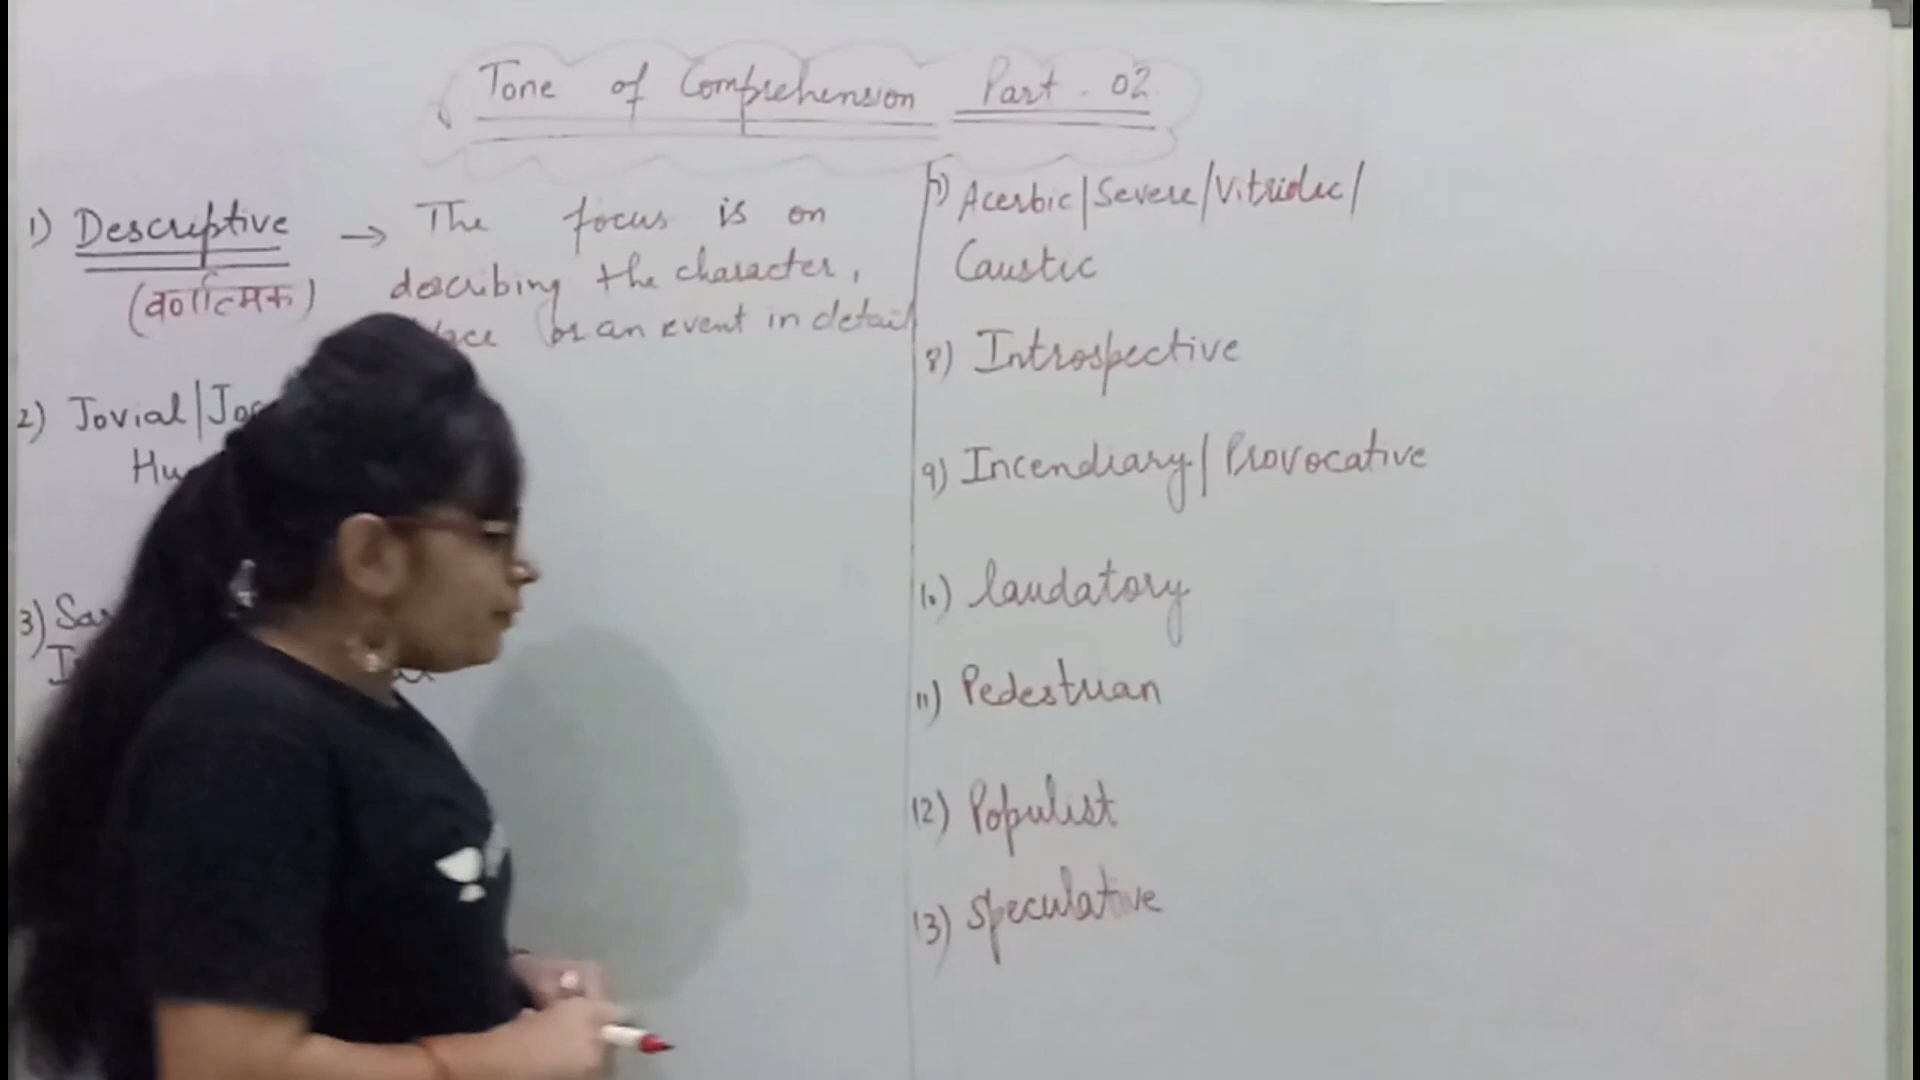 Tone of Comprehension Part - 02
1) Descriptive → The focus is on
describing the character,
(वर्णात्मक)
or an event in detail
2) Jovial/
3)
7) Acerbic/Severe/Vitriolic/
Caustic
8) Introspective
9) Incendiary/Provocative
10) laudatory
11) Pedestrian
12) Populist
13) Speculative